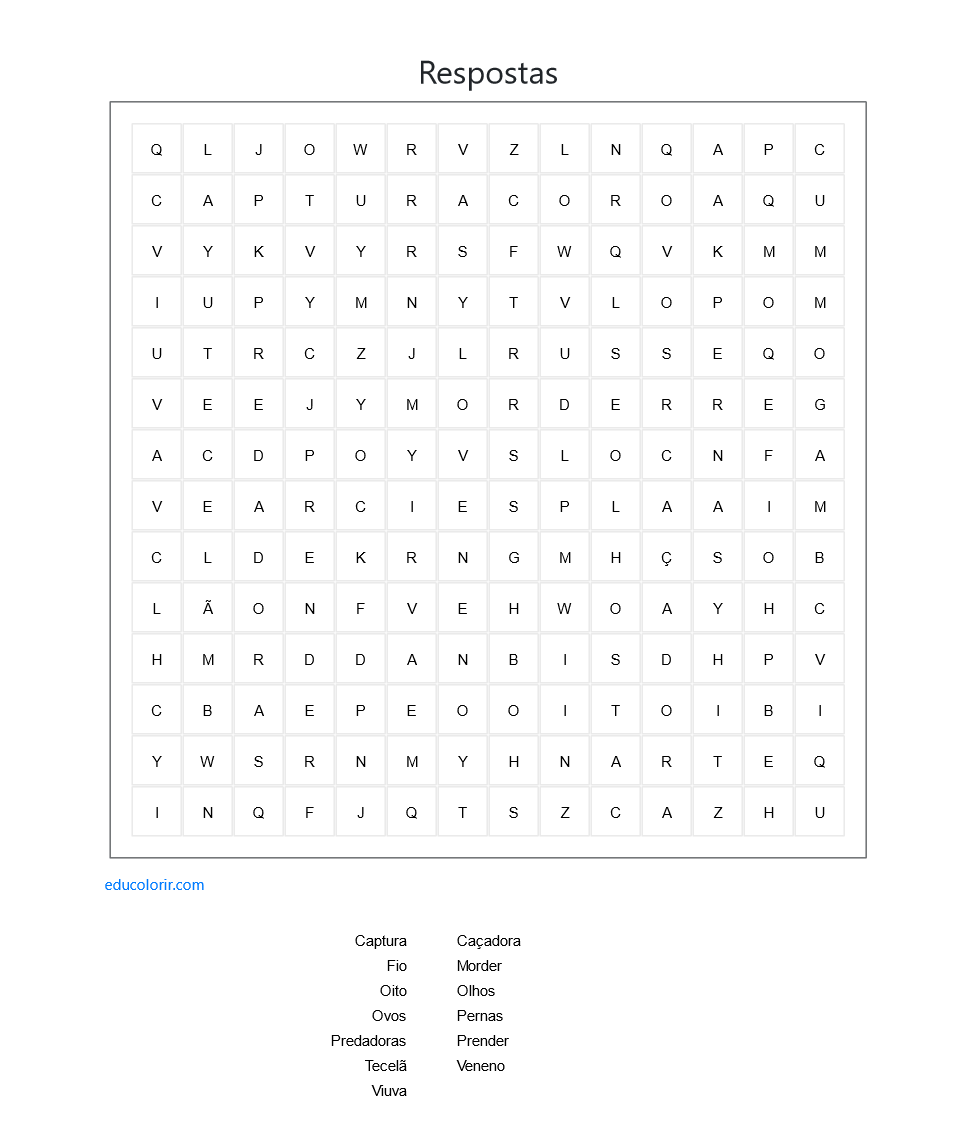 Respostas
Q L J O W R V Z L N Q A P C
C A P T U R A C O R O A Q U
V Y K V Y R S F W Q V K M M
I U P Y M N Y T V L O P O M
U T R C Z J L R U S S E Q O
V E E J Y M O R D E R R E G
A C D P O Y V S L O C N F A
V E A R C I E S P L A A I M
C L D E K R N G M H Ç S O B
L Ã O N F V E H W O A Y H C
H M R D D A N B I S D H P V
C B A E P E O O I T O I B I
Y W S R N M Y H N A R T E Q
I N Q F J Q T S Z C A Z H U
educolorir.com
Captura Caçadora
Fio Morder
Oito Olhos
Ovos Pernas
Predadoras Prender
Tecelã Veneno
Viuva